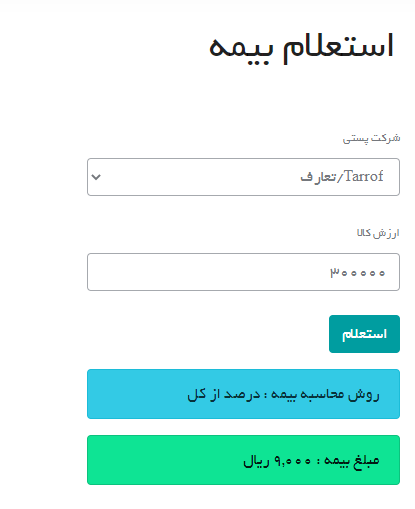 استعلام بیمه
شرکت پستی
Tarrof/تعارف
ارزش کالا
۳۰۰۰۰۰
استعلام
روش محاسبه بیمه : درصد از کل
مبلغ بیمه : ۹,۰۰۰ ریال